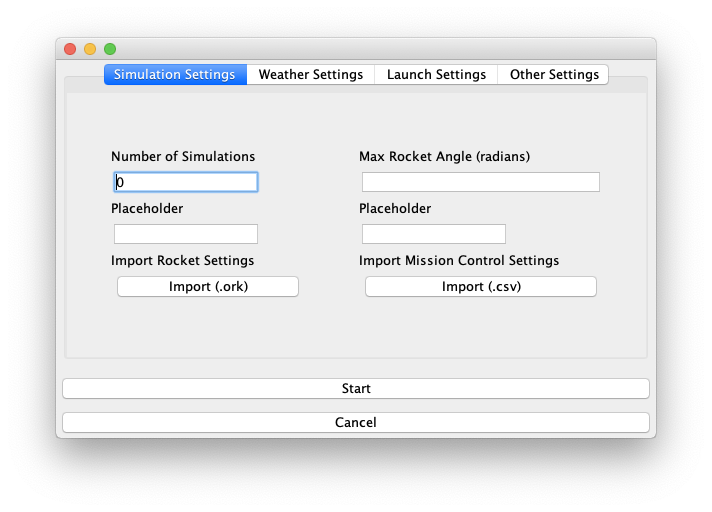 Simulation Settings Weather Settings Launch Settings Other Settings
Number of Simulations Max Rocket Angle (radians)
0
Placeholder Placeholder
Import Rocket Settings Import Mission Control Settings
Import (.ork) Import (.csv)
Start
Cancel